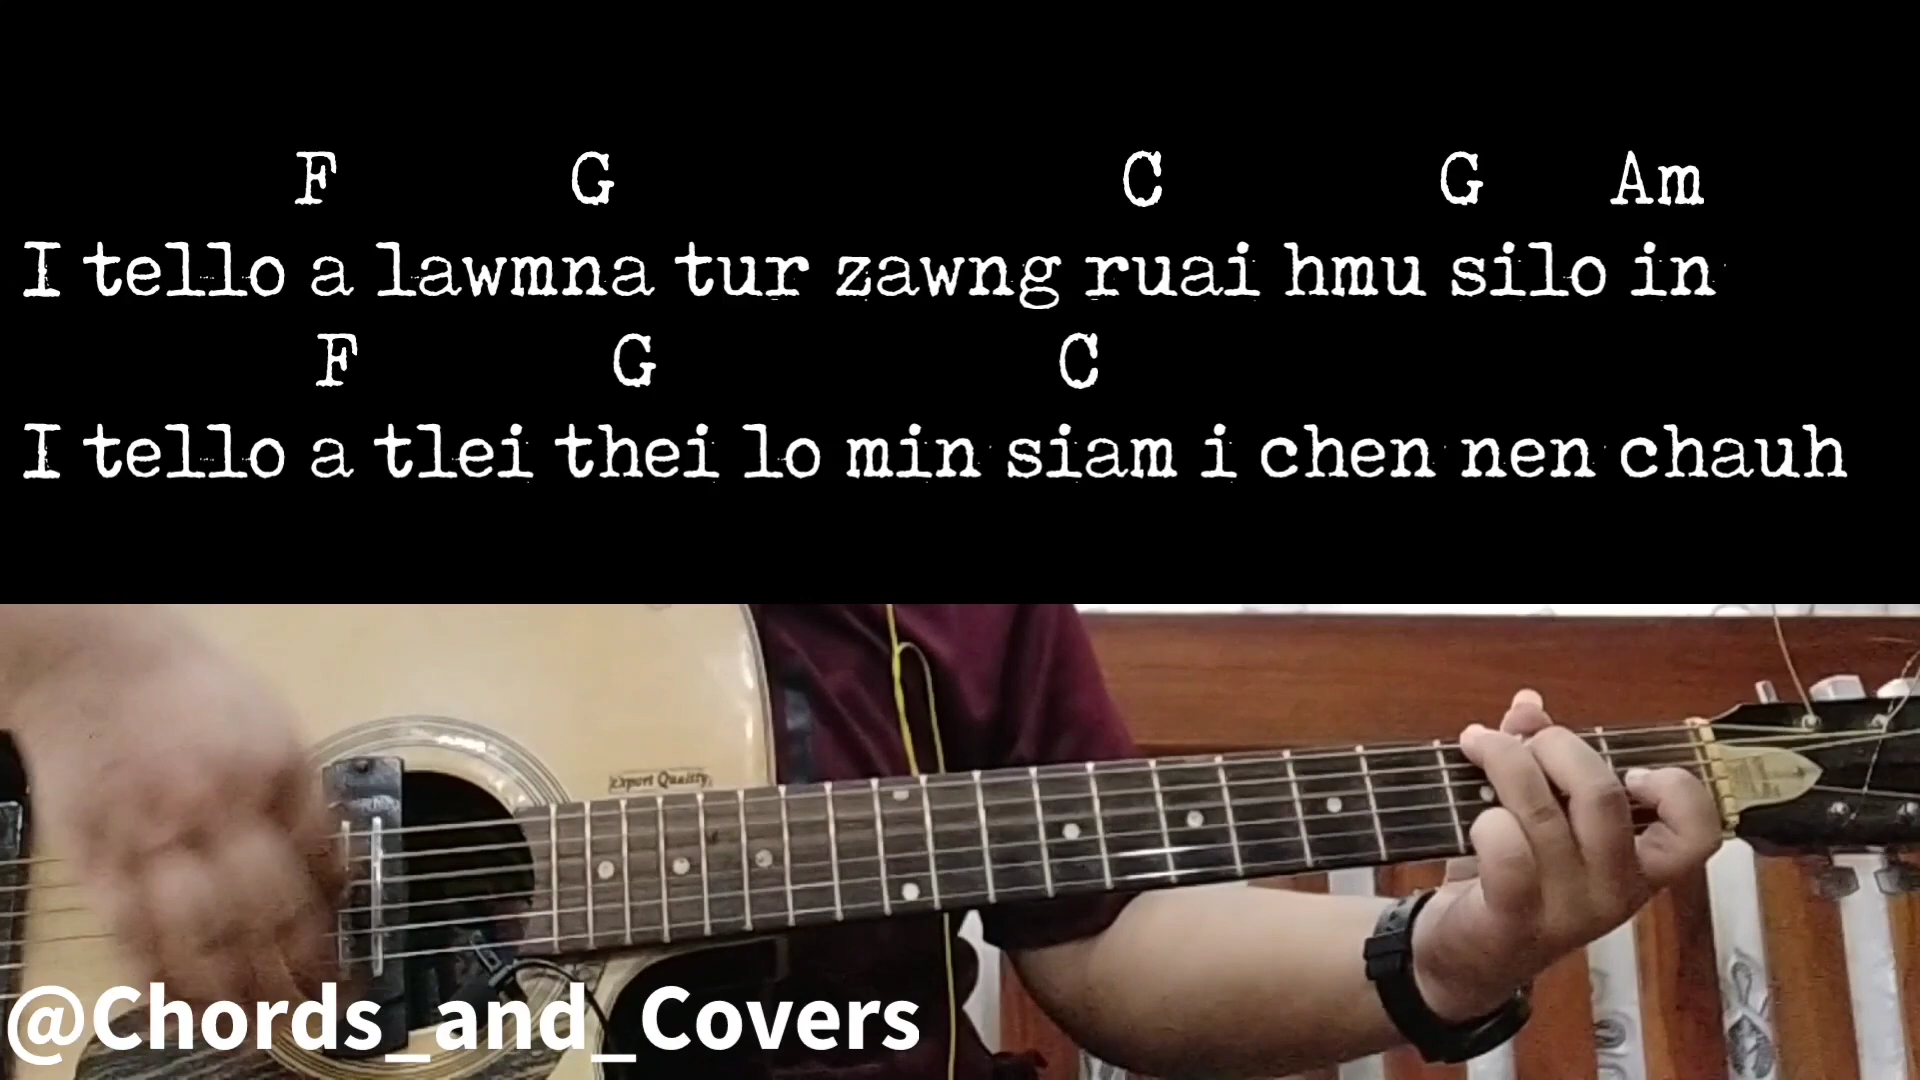 F G C G Am
I tello a lawmna tur zawng ruai hmu silo in
F G C
I tello a tlei thei lo min siam i chen nen chauh
Export Quality
@Chords_and_Covers